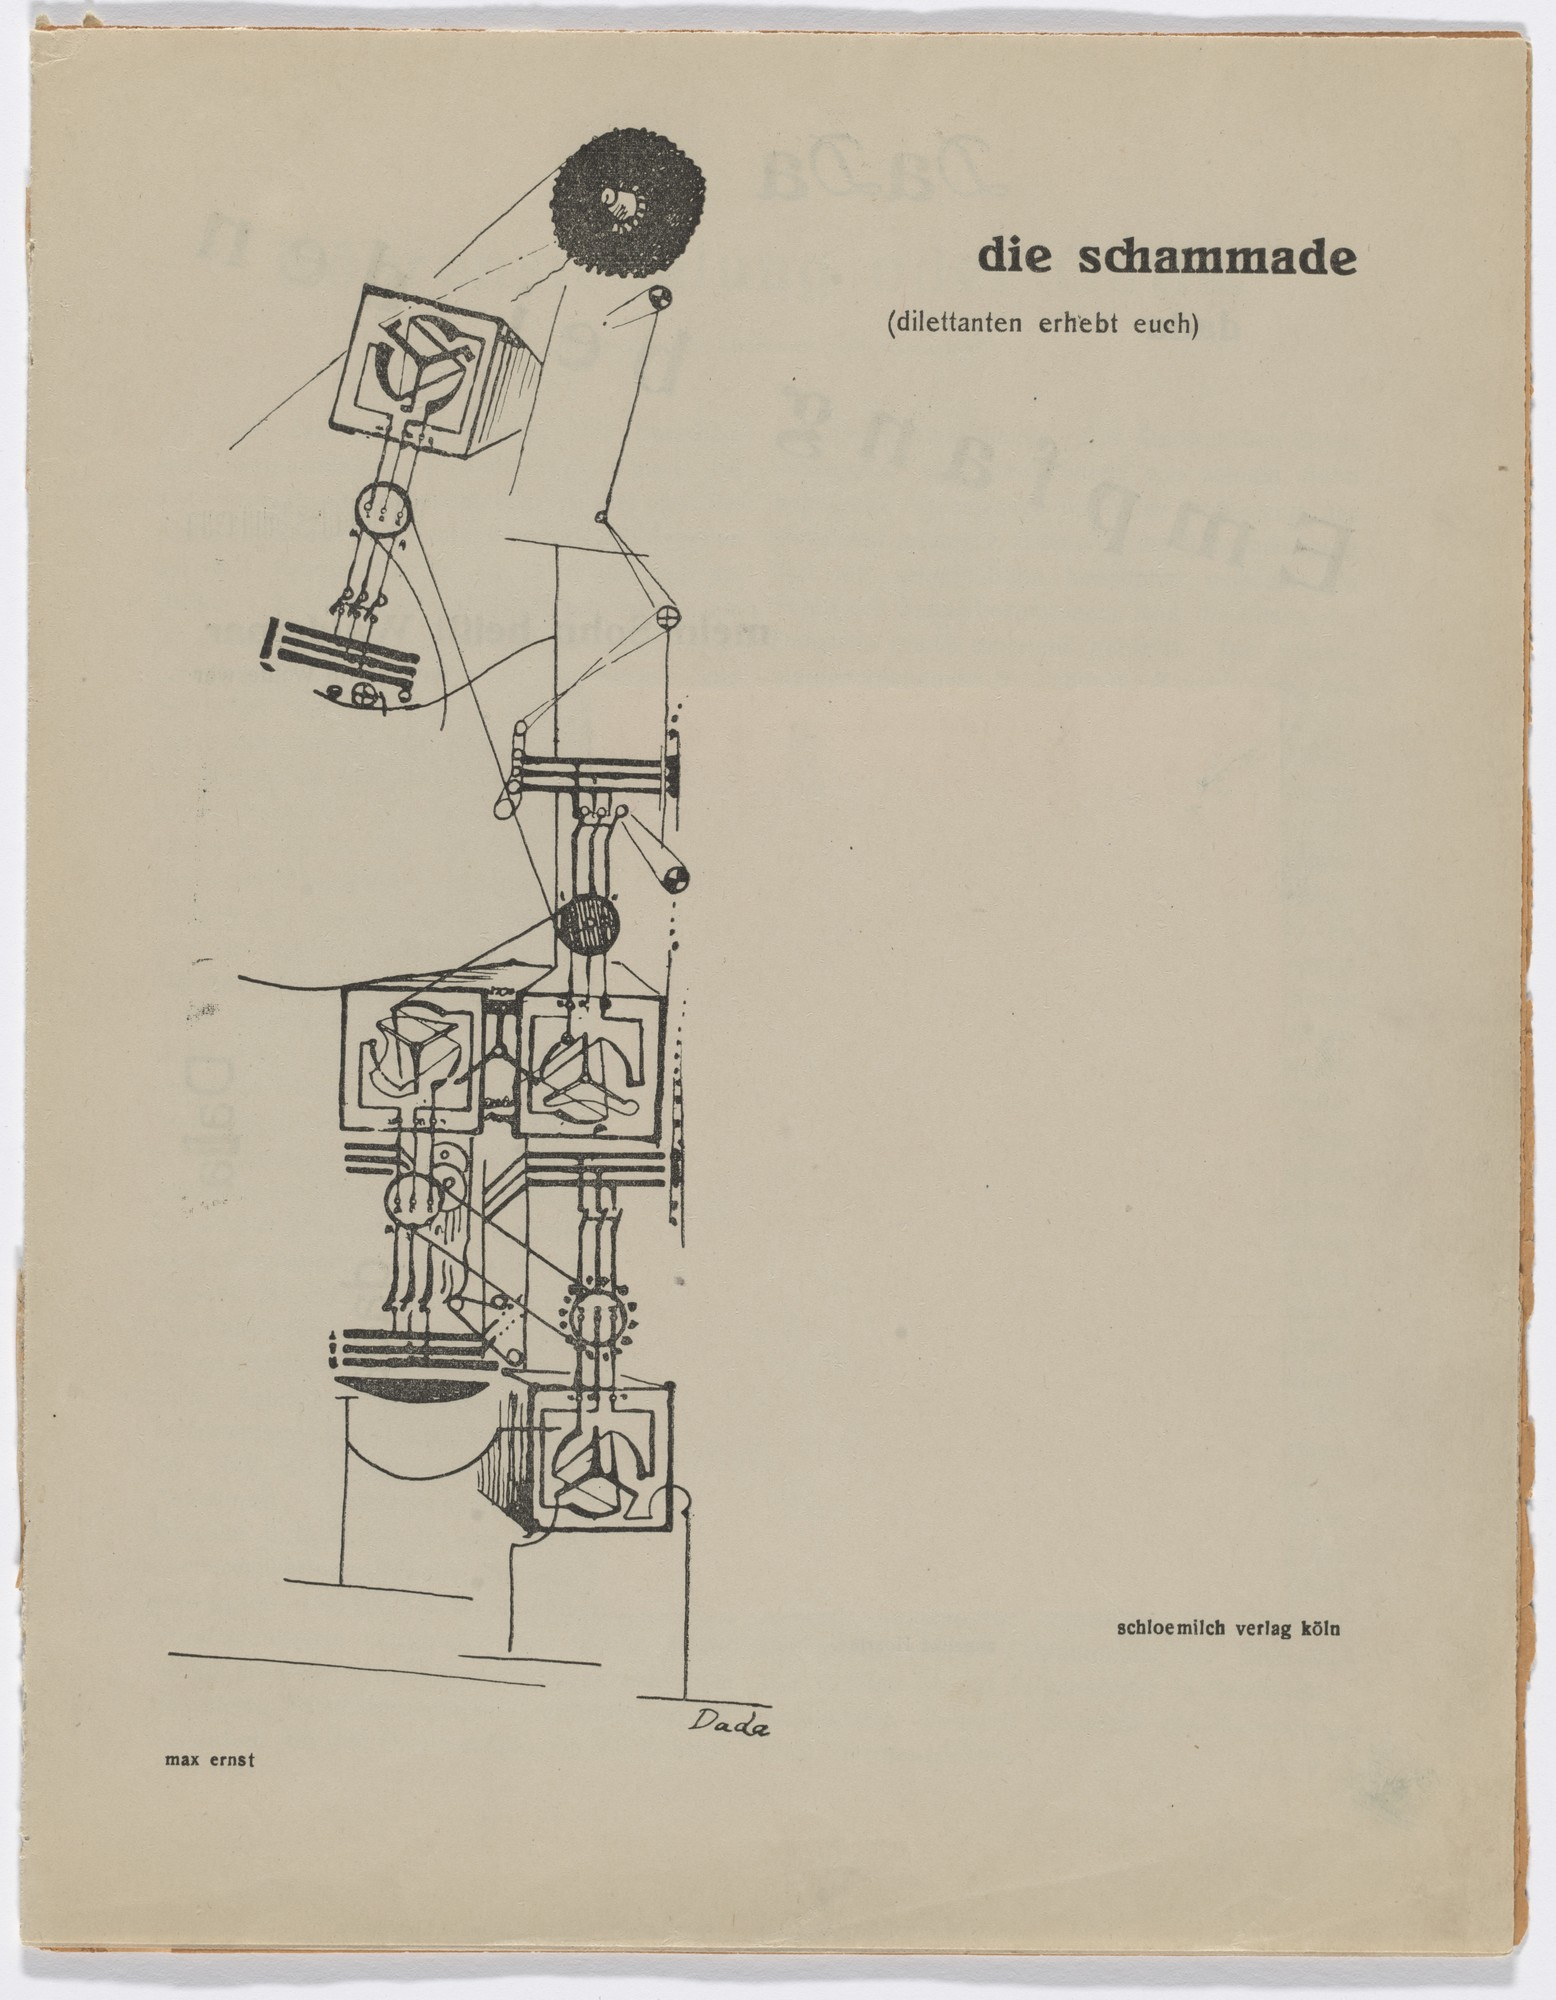 die schammade
(dilettanten erhebt euch)
schloemilch verlag köln
Dada
max ernst